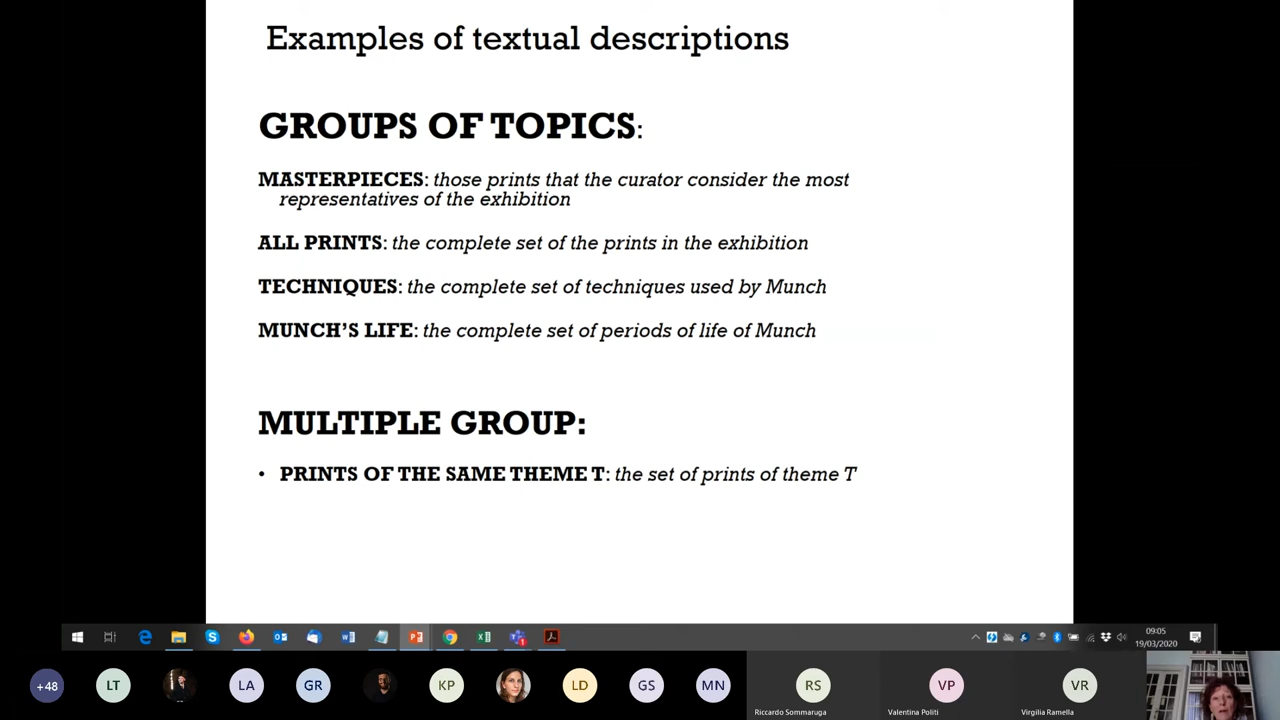 Examples of textual descriptions
GROUPS OF TOPICS:
MASTERPIECES: those prints that the curator consider the most
representatives of the exhibition
ALL PRINTS: the complete set of the prints in the exhibition
TECHNIQUES: the complete set of techniques used by Munch
MUNCH'S LIFE: the complete set of periods of life of Munch
MULTIPLE GROUP:
• PRINTS OF THE SAME THEME T: the set of prints of theme T
09:05
19/03/2020
+48 LT LA GR KP LD GS MN RS VP VR
Riccardo Sommaruga Valentina Politi Virgilia Ramella